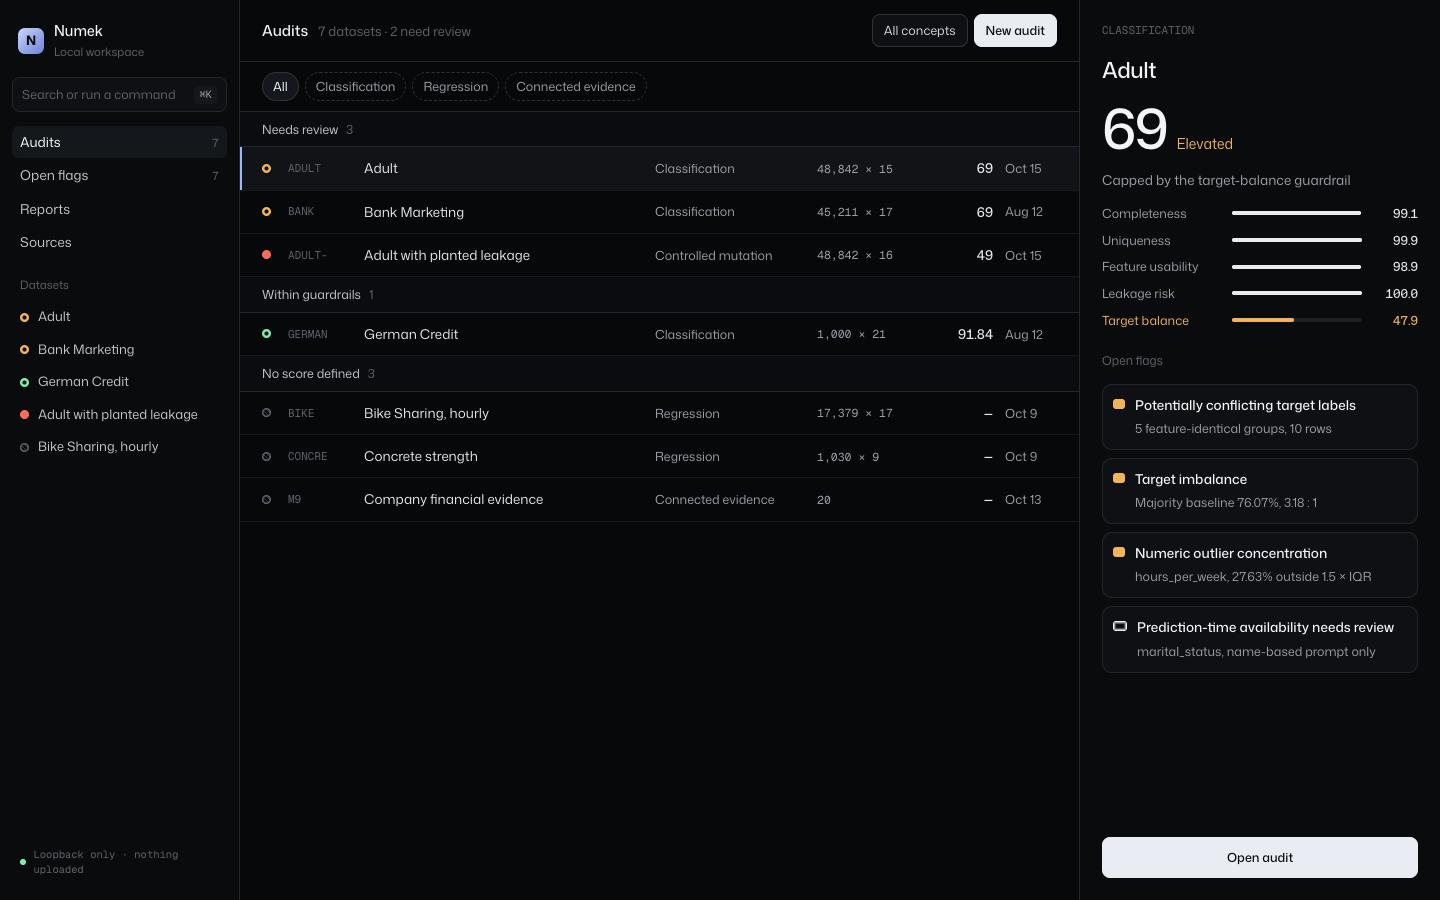 N
Numek
Local workspace
Search or run a command ⌘K
Audits 7
Open flags 7
Reports
Sources
Datasets
Adult
Bank Marketing
German Credit
Adult with planted leakage
Bike Sharing, hourly
Loopback only · nothing
uploaded
Audits 7 datasets · 2 need review All concepts New audit
All Classification Regression Connected evidence
Needs review 3
ADULT Adult Classification 48,842 × 15 69 Oct 15
BANK Bank Marketing Classification 45,211 × 17 69 Aug 12
ADULT- Adult with planted leakage Controlled mutation 48,842 × 16 49 Oct 15
Within guardrails 1
GERMAN German Credit Classification 1,000 × 21 91.84 Aug 12
No score defined 3
BIKE Bike Sharing, hourly Regression 17,379 × 17 – Oct 9
CONCRE Concrete strength Regression 1,030 × 9 – Oct 9
M9 Company financial evidence Connected evidence 20 – Oct 13
CLASSIFICATION
Adult
69 Elevated
Capped by the target-balance guardrail
Completeness 99.1
Uniqueness 99.9
Feature usability 98.9
Leakage risk 100.0
Target balance 47.9
Open flags
Potentially conflicting target labels
5 feature-identical groups, 10 rows
Target imbalance
Majority baseline 76.07%, 3.18 : 1
Numeric outlier concentration
hours_per_week, 27.63% outside 1.5 × IQR
Prediction-time availability needs review
marital_status, name-based prompt only
Open audit